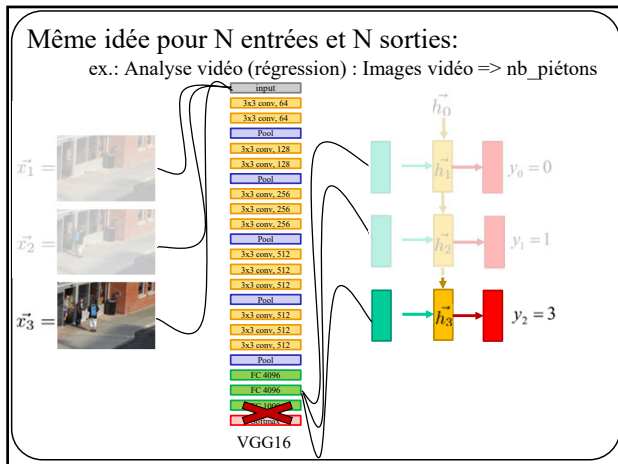 Même idée pour N entrées et N sorties:
ex.: Analyse vidéo (régression) : Images vidéo => nb_piétons
input
3x3 conv, 64
3x3 conv, 64
Pool
3x3 conv, 128
3x3 conv, 128
Pool
3x3 conv, 256
3x3 conv, 256
3x3 conv, 256
Pool
3x3 conv, 512
3x3 conv, 512
3x3 conv, 512
Pool
3x3 conv, 512
3x3 conv, 512
3x3 conv, 512
Pool
FC 4096
FC 4096
FC 1000
VGG16
x⃗₁ =
x⃗₂ =
x⃗₃ =
h⃗₀
h⃗₁
y₀ = 0
h⃗₂
y₁ = 1
h⃗₃
y₂ = 3